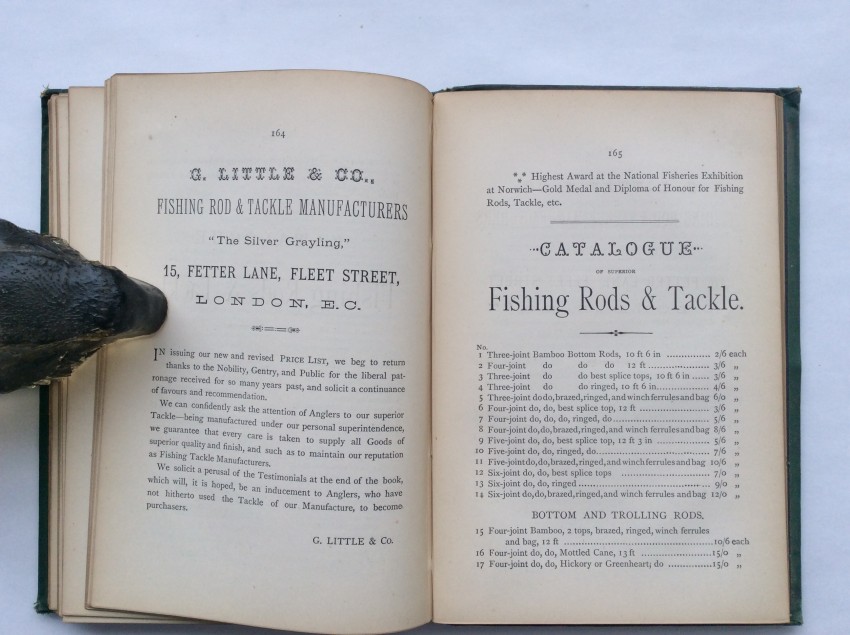 164
G. LITTLE & CO.,
FISHING ROD & TACKLE MANUFACTURERS
"The Silver Grayling,"
15, FETTER LANE, FLEET STREET,
LONDON, E.C.
IN issuing our new and revised PRICE LIST, we beg to return
thanks to the Nobility, Gentry, and Public for the liberal pat-
ronage received for so many years past, and solicit a continuance
of favours and recommendation.
We can confidently ask the attention of Anglers to our superior
Tackle—being manufactured under our personal superintendence,
we guarantee that every care is taken to supply all Goods of
superior quality and finish, and such as to maintain our reputation
as Fishing Tackle Manufacturers.
We solicit a perusal of the Testimonials at the end of the book,
which will, it is hoped, be an inducement to Anglers, who have
not hitherto used the Tackle of our Manufacture, to become
purchasers.
G. LITTLE & Co.
165
*** Highest Award at the National Fisheries Exhibition
at Norwich—Gold Medal and Diploma of Honour for Fishing
Rods, Tackle, etc.
CATALOGUE
OF SUPERIOR
Fishing Rods & Tackle.
No.
1 Three-joint Bamboo Bottom Rods, 10 ft 6 in ............... 2/6 each
2 Four-joint do do do 12 ft ............... 3/6 „
3 Three-joint do do best splice tops, 10 ft 6 in ...... 3/6 „
4 Three-joint do do ringed, 10 ft 6 in ............... 4/6 „
5 Three-joint do do, brazed, ringed, and winch ferrules and bag 6/0 „
6 Four-joint do, do, best splice top, 12 ft ............... 3/6 „
7 Four-joint do, do, do, ringed, do ............... 5/6 „
8 Four-joint do, do, brazed, ringed, and winch ferrules and bag 8/6 „
9 Five-joint do, do, best splice top, 12 ft 3 in ............... 5/6 „
10 Five-joint do, do, ringed, do ............... 7/6 „
11 Five-joint do, do, brazed, ringed, and winch ferrules and bag 10/6 „
12 Six-joint do, do, best splice tops ............... 7/0 „
13 Six-joint do, do, ringed ............... 9/0 „
14 Six-joint do, do, brazed, ringed, and winch ferrules and bag 12/0 „
BOTTOM AND TROLLING RODS.
15 Four-joint Bamboo, 2 tops, brazed, ringed, winch ferrules
and bag, 12 ft ............... 10/6 each
16 Four-joint do, do, Mottled Cane, 13 ft ............... 15/0 „
17 Four-joint do, do, Hickory or Greenheart, do ............... 15/0 „